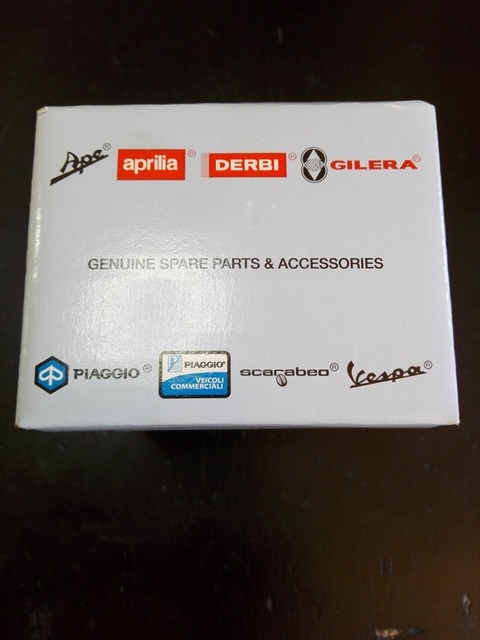 Ape® aprilia® DERBI® GILERA®
GENUINE SPARE PARTS & ACCESSORIES
PIAGGIO® PIAGGIO® scarabeo® Vespa®
VEICOLI
COMMERCIALI